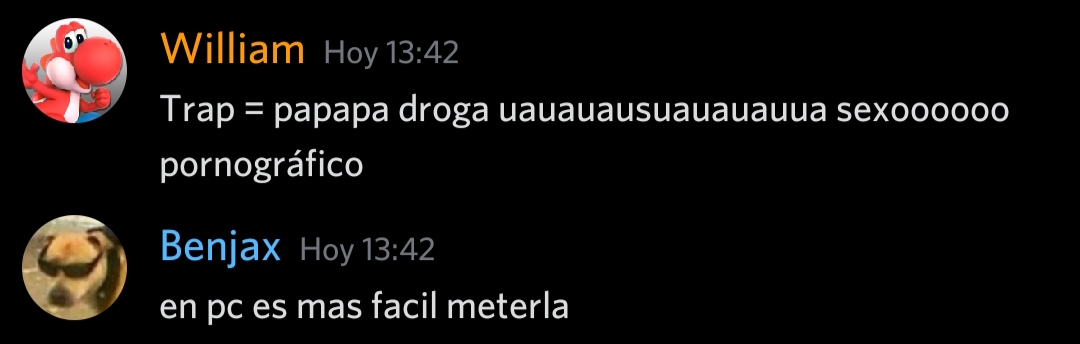 William Hoy 13:42
Trap = papapa droga uauauausuauauauua sexoooooo
pornográfico
Benjax Hoy 13:42
en pc es mas facil meterla